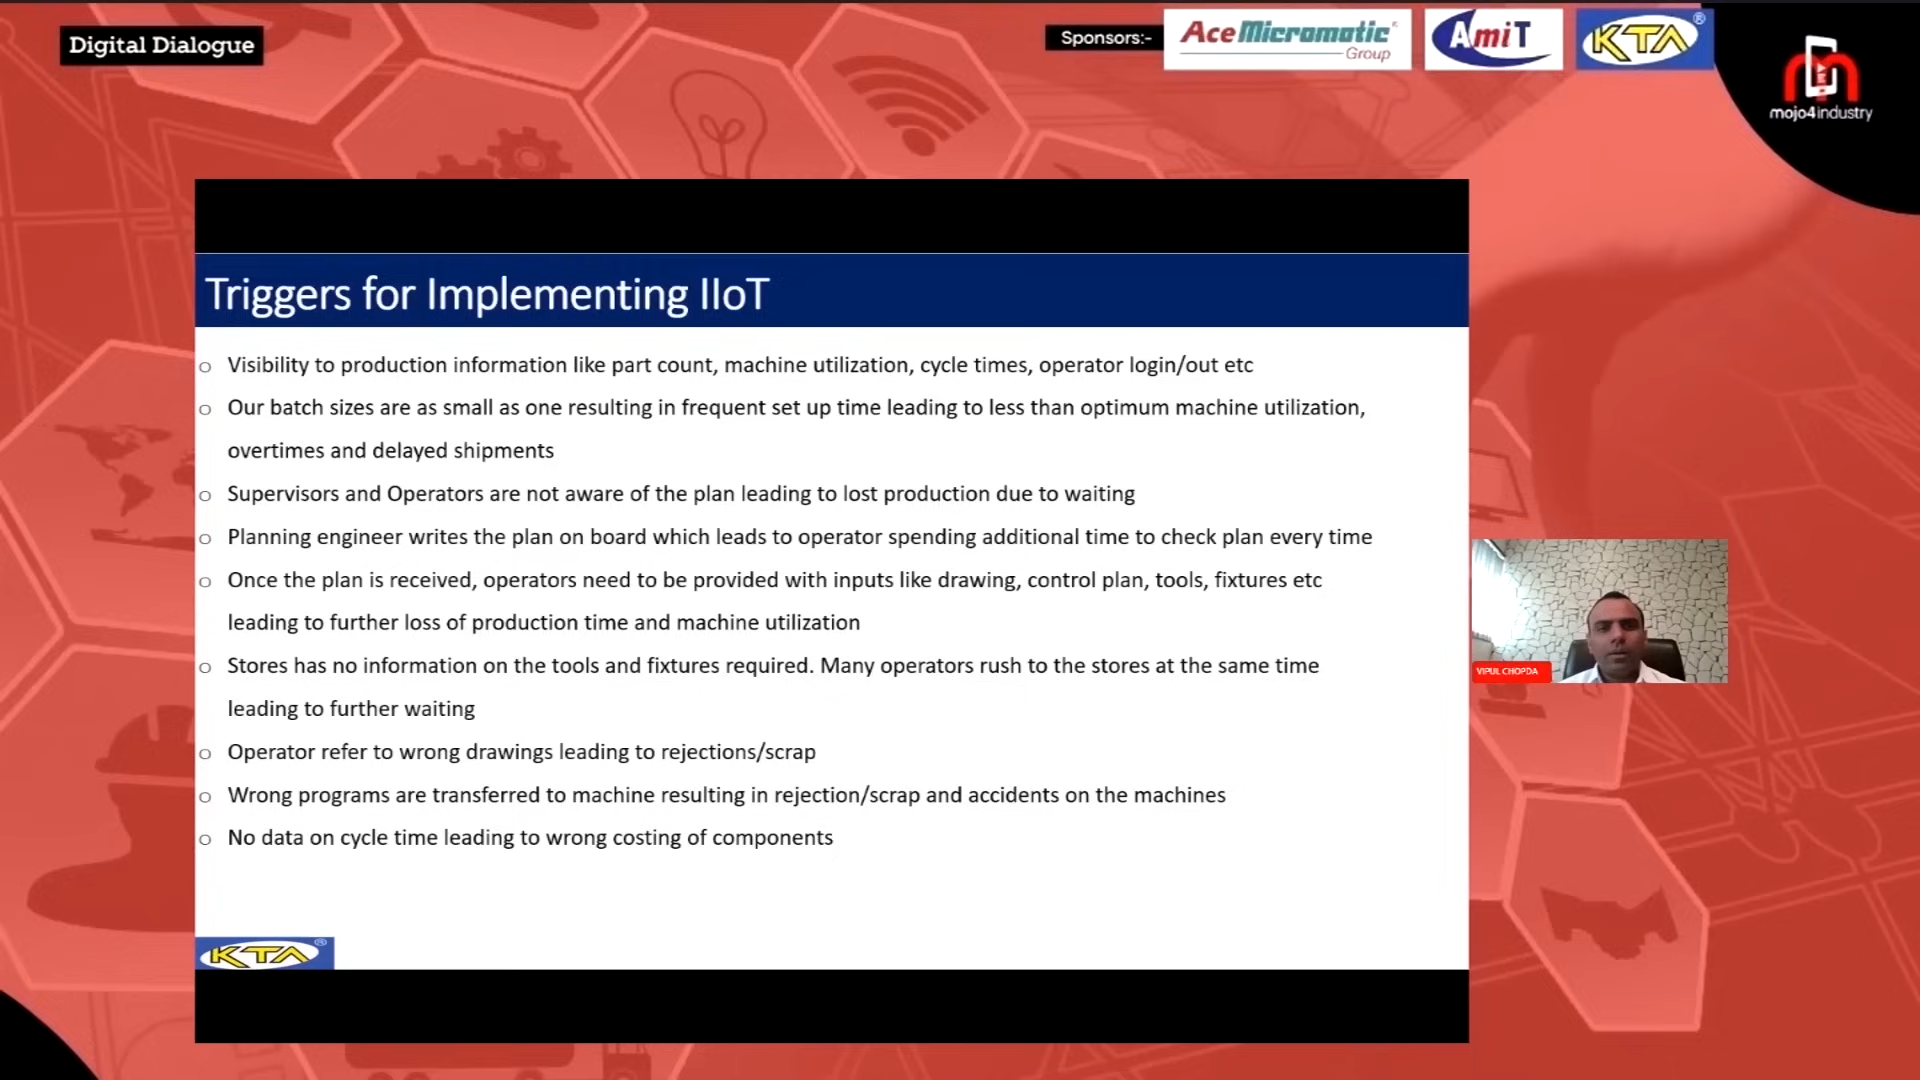 Digital Dialogue
Sponsors:-
Ace Micromatic
Group
AmiT
KTA
mojo4industry
Triggers for Implementing IIoT
o Visibility to production information like part count, machine utilization, cycle times, operator login/out etc
o Our batch sizes are as small as one resulting in frequent set up time leading to less than optimum machine utilization,
overtimes and delayed shipments
o Supervisors and Operators are not aware of the plan leading to lost production due to waiting
o Planning engineer writes the plan on board which leads to operator spending additional time to check plan every time
o Once the plan is received, operators need to be provided with inputs like drawing, control plan, tools, fixtures etc
leading to further loss of production time and machine utilization
o Stores has no information on the tools and fixtures required. Many operators rush to the stores at the same time
leading to further waiting
o Operator refer to wrong drawings leading to rejections/scrap
o Wrong programs are transferred to machine resulting in rejection/scrap and accidents on the machines
o No data on cycle time leading to wrong costing of components
VIPUL CHOPDA
KTA